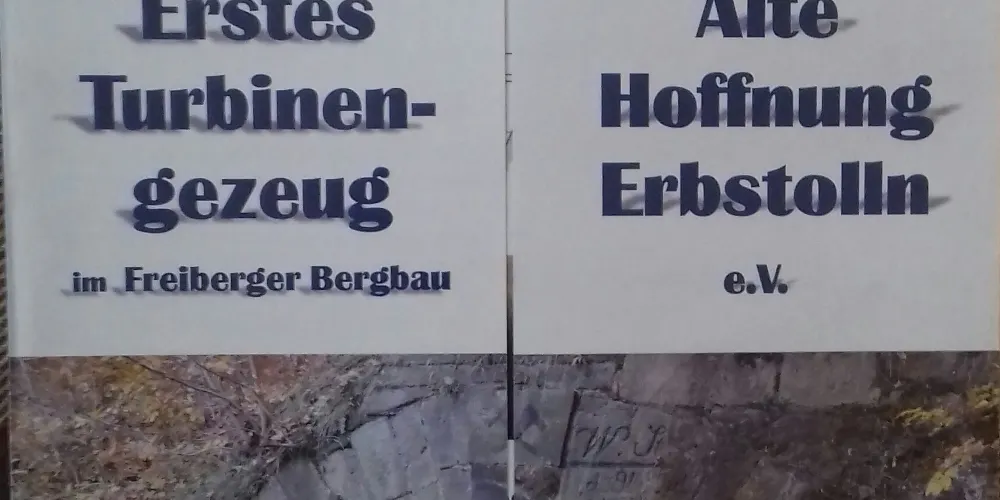 Erstes
Turbinen-
gezeug
im Freiberger Bergbau
Alte
Hoffnung
Erbstolln
e.V.
W. S.